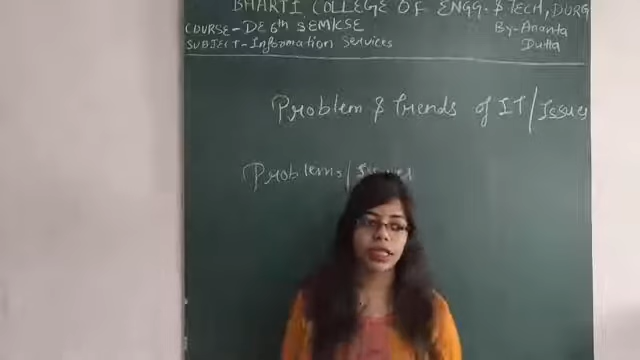 BHARTI COLLEGE OF ENGG. & TECH, DURG
COURSE - DE 6th SEM/CSE By - Ananta
SUBJECT - Information Services Dutta
Problem & Trends of IT/Issues
Problems/